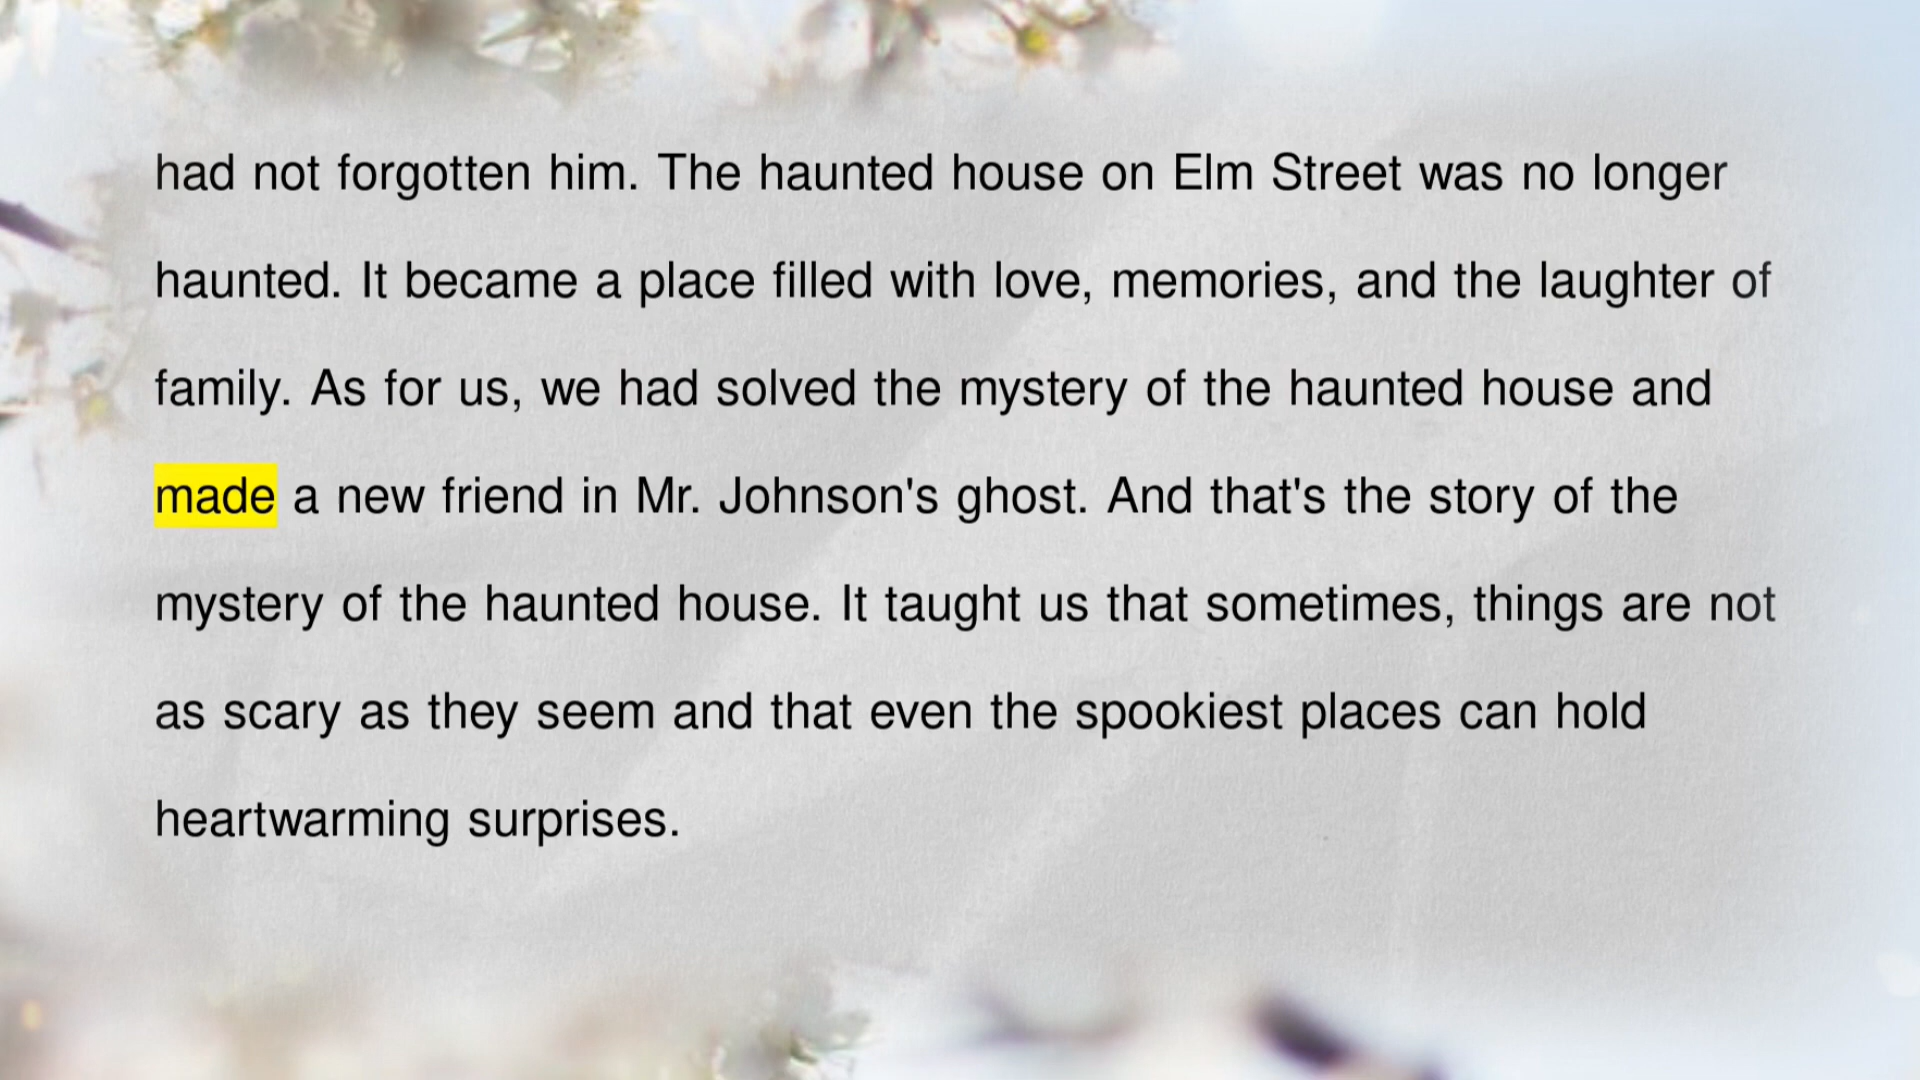 had not forgotten him. The haunted house on Elm Street was no longer
haunted. It became a place filled with love, memories, and the laughter of
family. As for us, we had solved the mystery of the haunted house and
made a new friend in Mr. Johnson's ghost. And that's the story of the
mystery of the haunted house. It taught us that sometimes, things are not
as scary as they seem and that even the spookiest places can hold
heartwarming surprises.